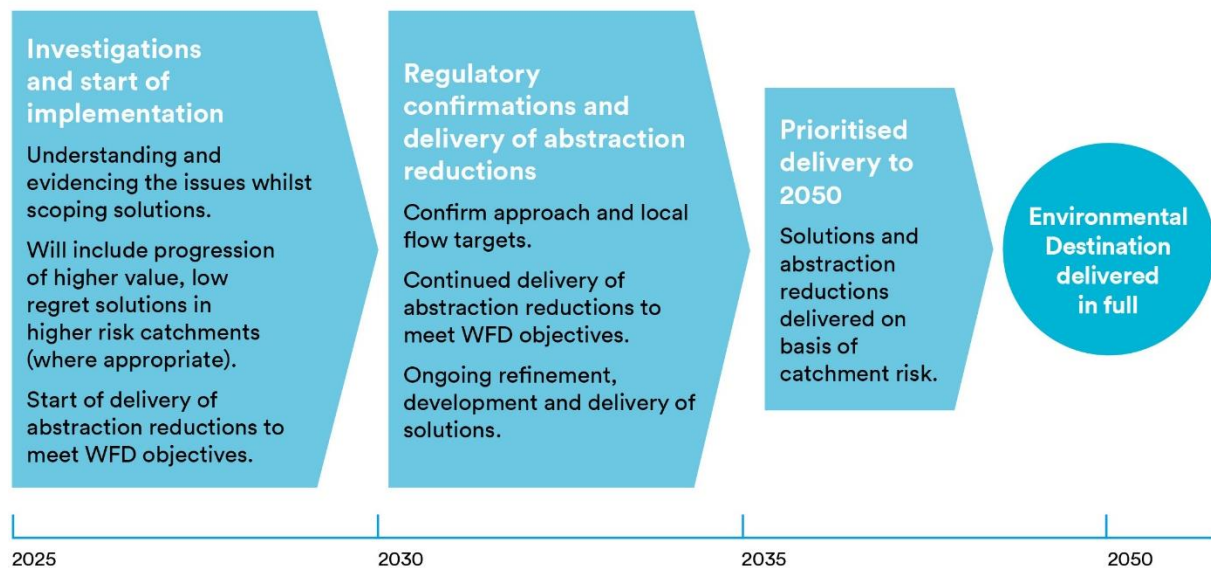 Investigations
and start of
implementation
Understanding and
evidencing the issues whilst
scoping solutions.
Will include progression
of higher value, low
regret solutions in
higher risk catchments
(where appropriate).
Start of delivery of
abstraction reductions to
meet WFD objectives.
Regulatory
confirmations and
delivery of abstraction
reductions
Confirm approach and local
flow targets.
Continued delivery of
abstraction reductions to
meet WFD objectives.
Ongoing refinement,
development and delivery of
solutions.
Prioritised
delivery to
2050
Solutions and
abstraction
reductions
delivered on
basis of
catchment risk.
Environmental
Destination
delivered
in full
2025
2030
2035
2050